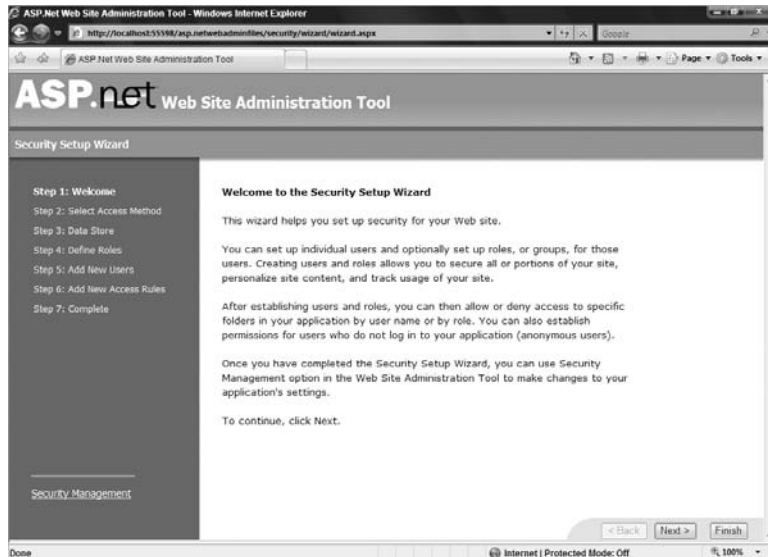 ASP.Net Web Site Administration Tool - Windows Internet Explorer
http://localhost:55598/asp.netwebadminfiles/security/wizard/wizard.aspx
Google
ASP.Net Web Site Administration Tool
Page
Tools
ASP.net Web Site Administration Tool
Security Setup Wizard
Step 1: Welcome
Step 2: Select Access Method
Step 3: Data Store
Step 4: Define Roles
Step 5: Add New Users
Step 6: Add New Access Rules
Step 7: Complete
Security Management
Welcome to the Security Setup Wizard
This wizard helps you set up security for your Web site.
You can set up individual users and optionally set up roles, or groups, for those
users. Creating users and roles allows you to secure all or portions of your site,
personalize site content, and track usage of your site.
After establishing users and roles, you can then allow or deny access to specific
folders in your application by user name or by role. You can also establish
permissions for users who do not log in to your application (anonymous users).
Once you have completed the Security Setup Wizard, you can use Security
Management option in the Web Site Administration Tool to make changes to your
application's settings.
To continue, click Next.
< Back
Next >
Finish
Done
Internet | Protected Mode: Off
100%